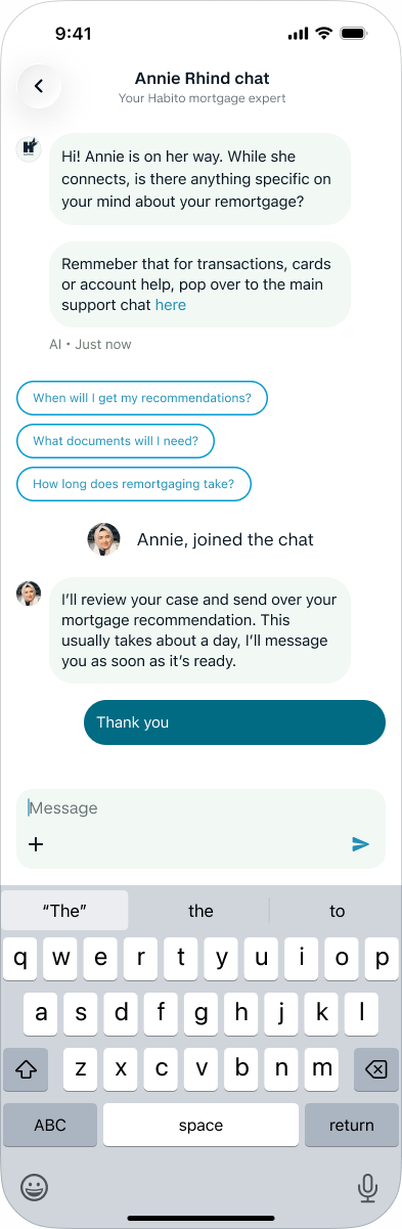 9:41
Annie Rhind chat
Your Habito mortgage expert
H
Hi! Annie is on her way. While she
connects, is there anything specific on
your mind about your remortgage?
Remmeber that for transactions, cards
or account help, pop over to the main
support chat here
AI • Just now
When will I get my recommendations?
What documents will I need?
How long does remortgaging take?
Annie, joined the chat
I’ll review your case and send over your
mortgage recommendation. This
usually takes about a day, I’ll message
you as soon as it’s ready.
Thank you
Message
“The” the to
q w e r t y u i o p
a s d f g h j k l
z x c v b n m
ABC space return